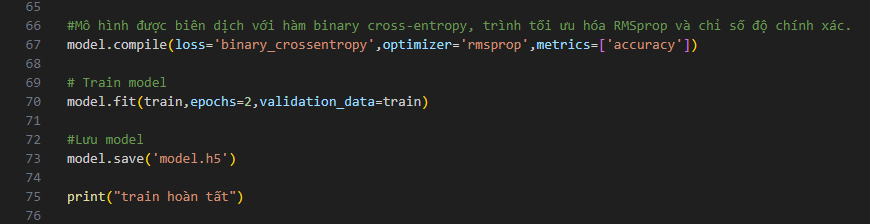 65
66 #Mô hình được biên dịch với hàm binary cross-entropy, trình tối ưu hóa RMSprop và chỉ số độ chính xác.
67 model.compile(loss='binary_crossentropy',optimizer='rmsprop',metrics=['accuracy'])
68
69 # Train model
70 model.fit(train,epochs=2,validation_data=train)
71
72 #Lưu model
73 model.save('model.h5')
74
75 print("train hoàn tất")
76